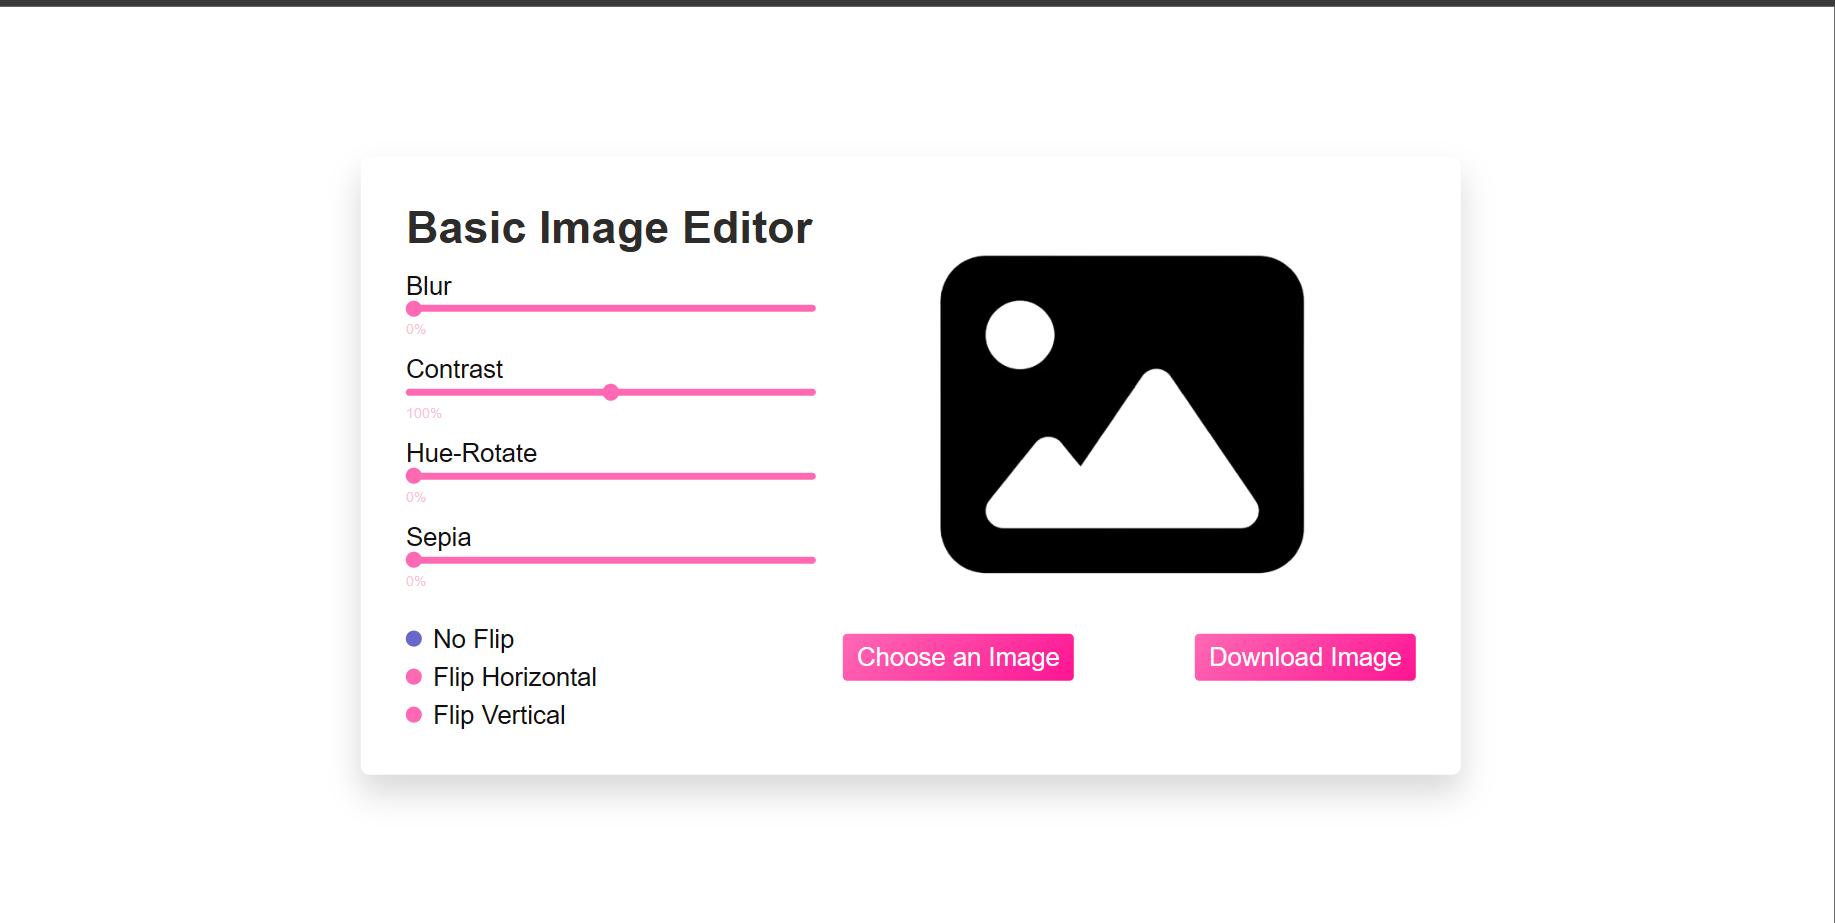 Basic Image Editor
Blur
0%
Contrast
100%
Hue-Rotate
0%
Sepia
0%
No Flip
Flip Horizontal
Flip Vertical
Choose an Image
Download Image